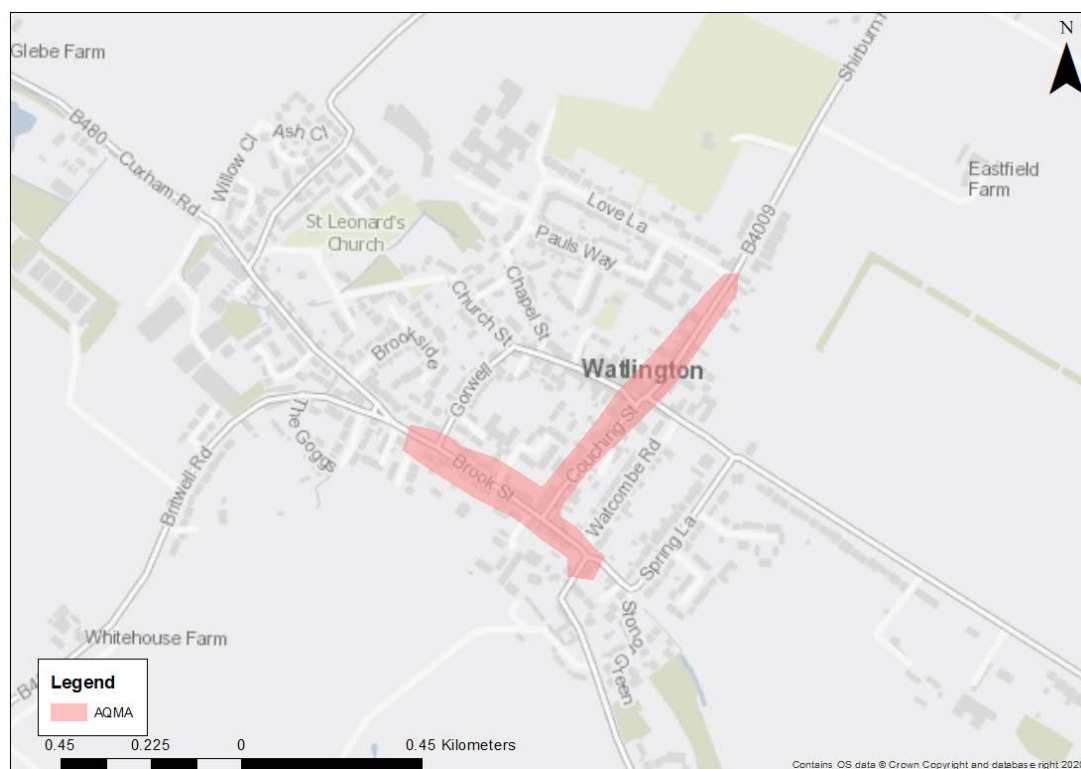 N
Glebe Farm
Shirburn
B480
Cuxham Rd
Willow Cl
Ash Cl
Eastfield
Farm
St Leonard's
Church
Love La
Pauls Way
B4009
Chapel St
Church St
Brookside
Watlington
Gorwell
The Goggs
Couching St
Brook St
Watcombe Rd
Britwell Rd
Spring La
Stono Green
Whitehouse Farm
Legend
AQMA
0.45 0.225 0 0.45 Kilometers
Contains OS data © Crown Copyright and database right 2020